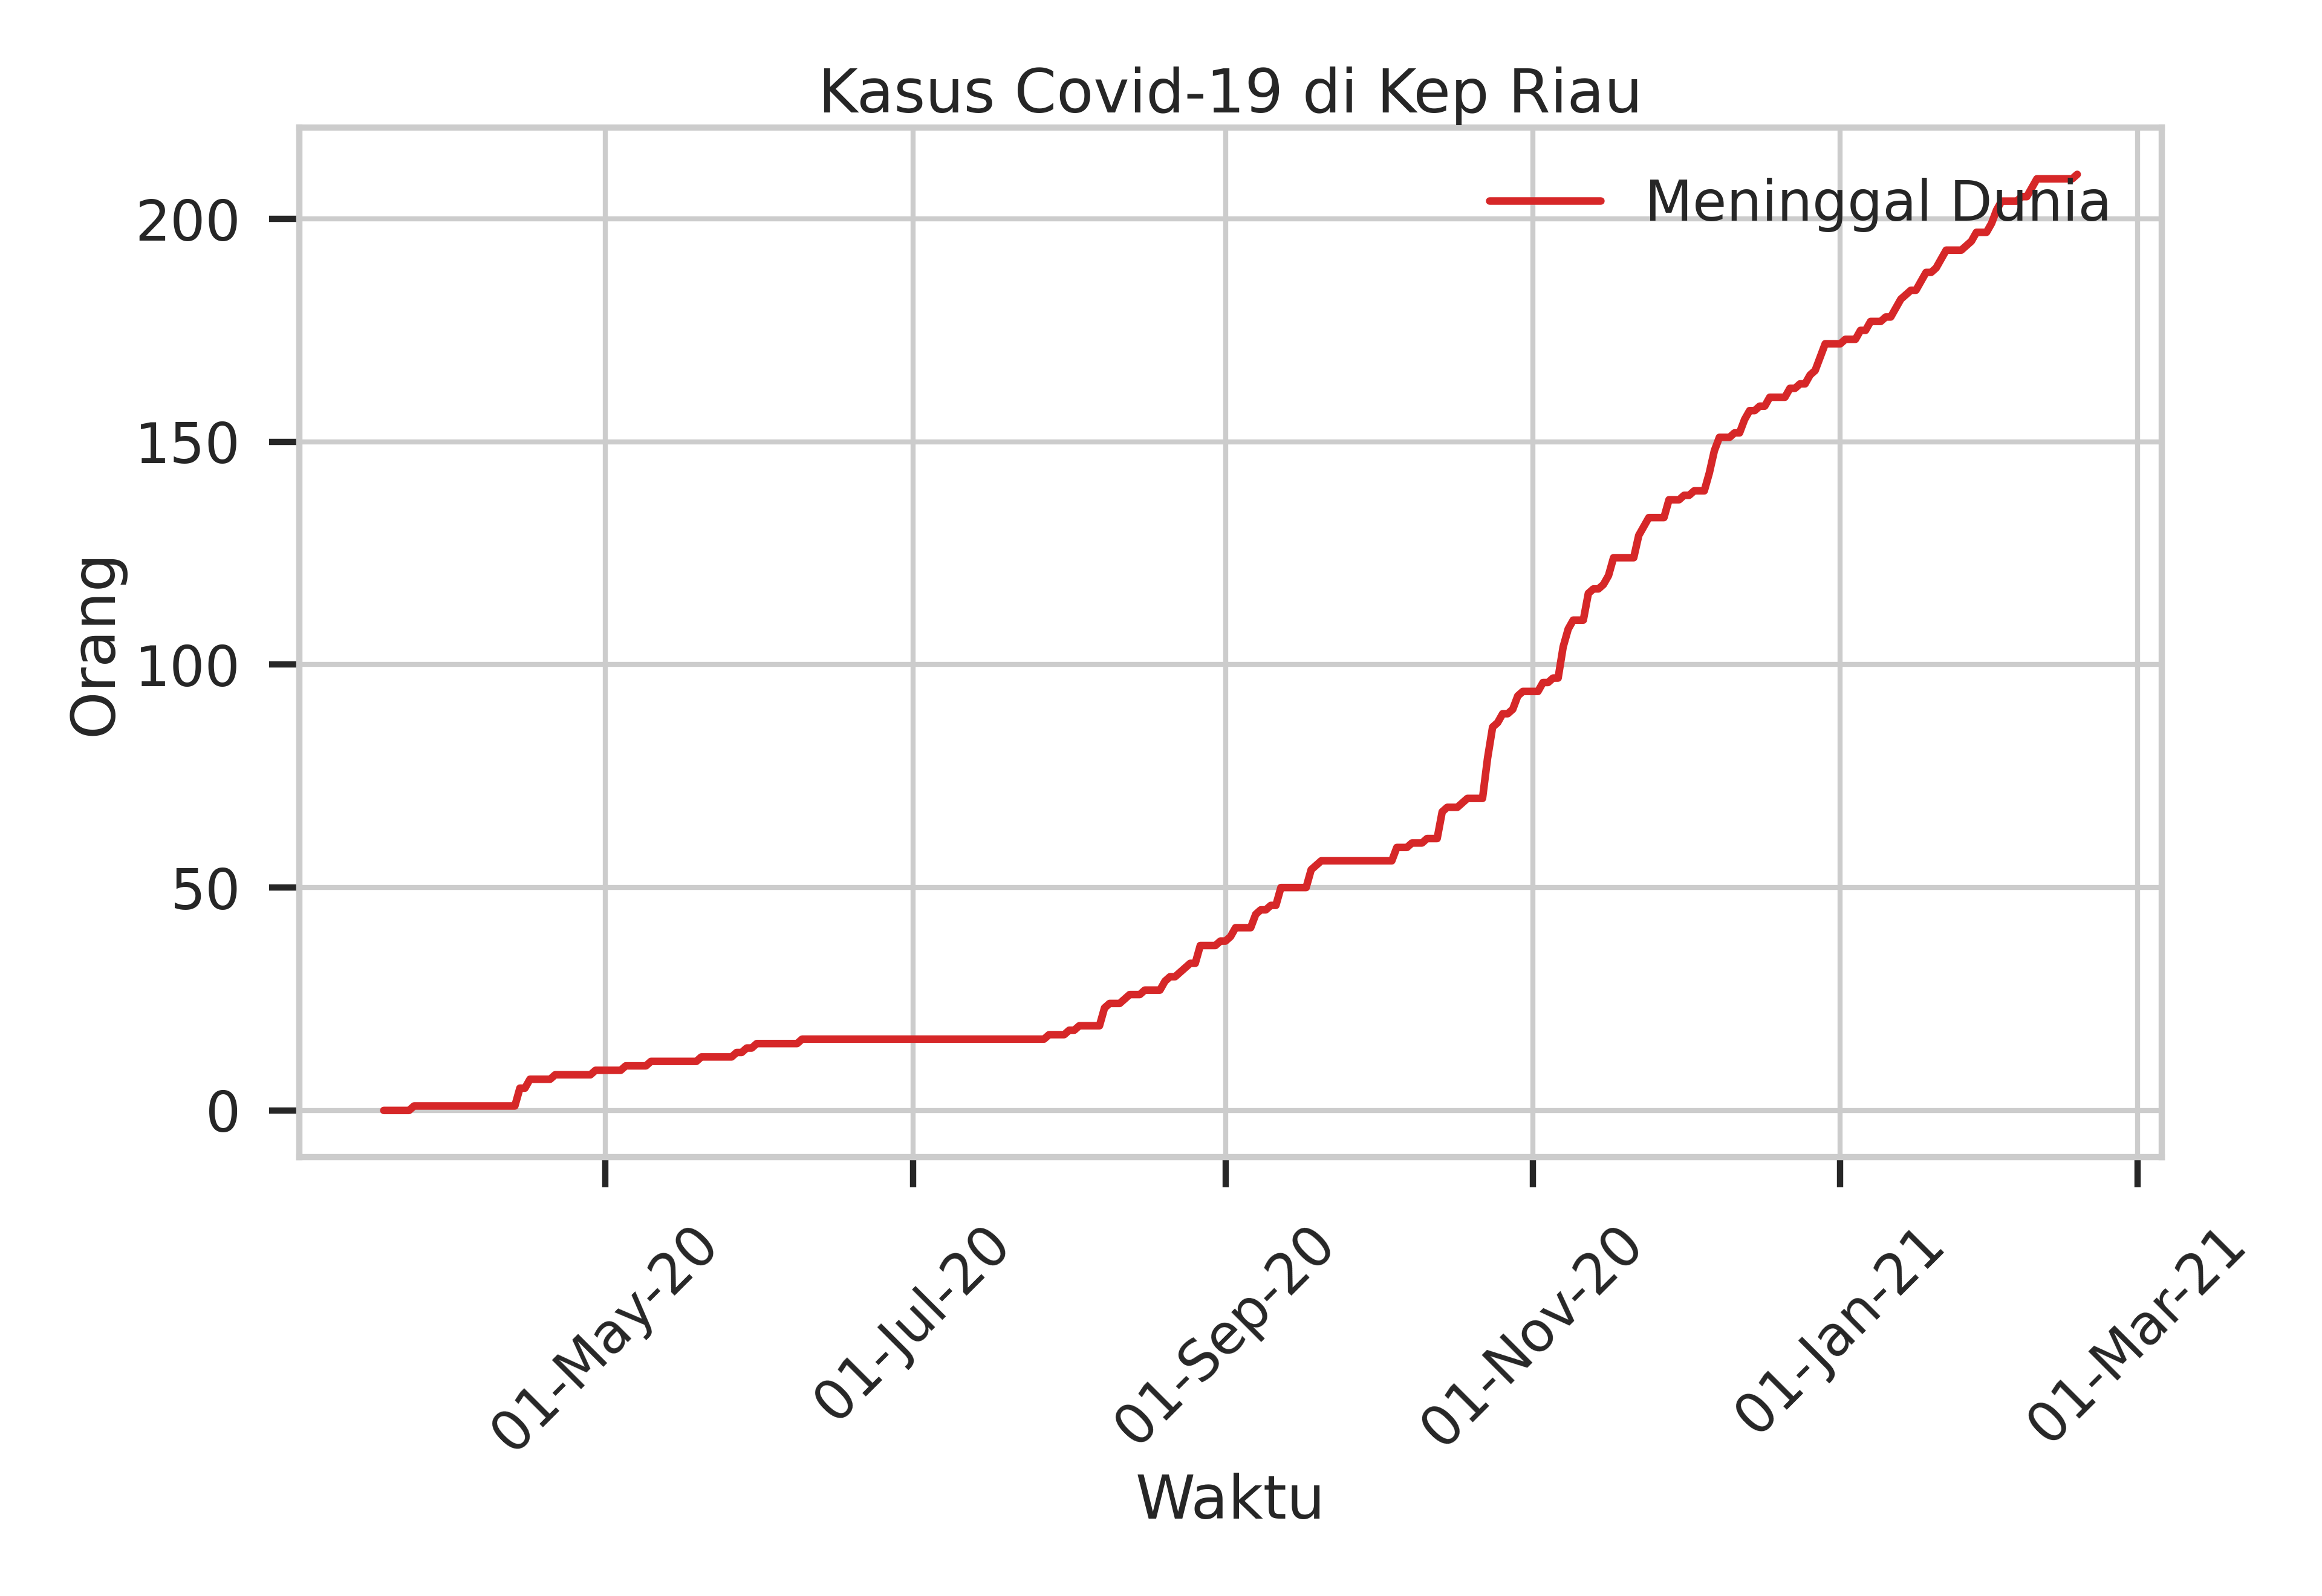 Kasus Covid-19 di Kep Riau
Meninggal Dunia
Orang
200
150
100
50
0
01-May-20
01-Jul-20
01-Sep-20
01-Nov-20
01-Jan-21
01-Mar-21
Waktu